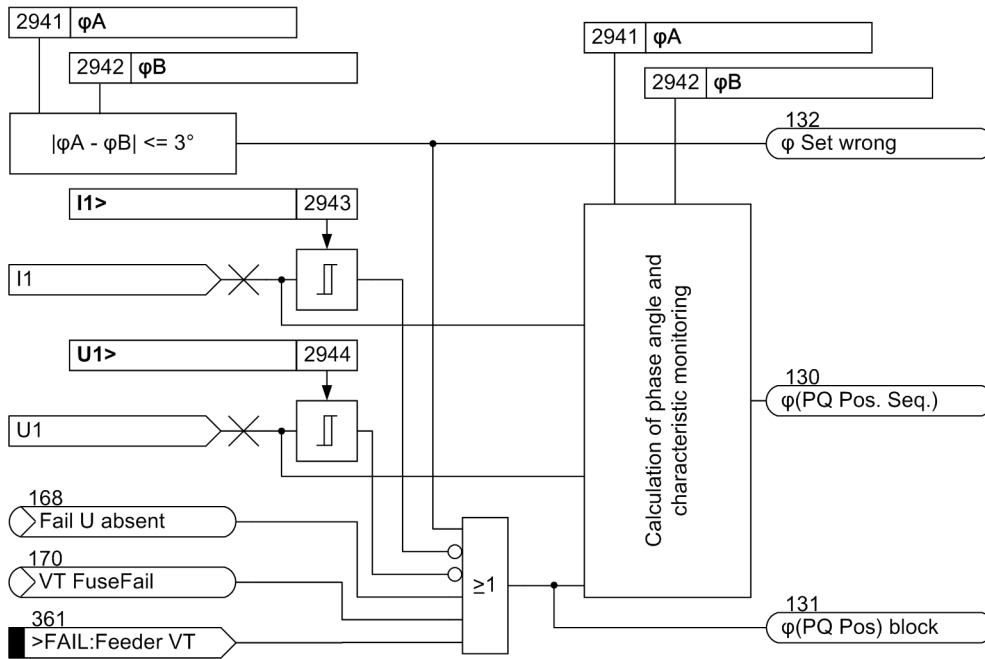 2941 φA
2942 φB
|φA - φB| <= 3°
2941 φA
2942 φB
132
φ Set wrong
I1> 2943
I1
U1> 2944
U1
Calculation of phase angle and
characteristic monitoring
130
φ(PQ Pos. Seq.)
168
Fail U absent
170
VT FuseFail
361
>FAIL:Feeder VT
≥1
131
φ(PQ Pos) block